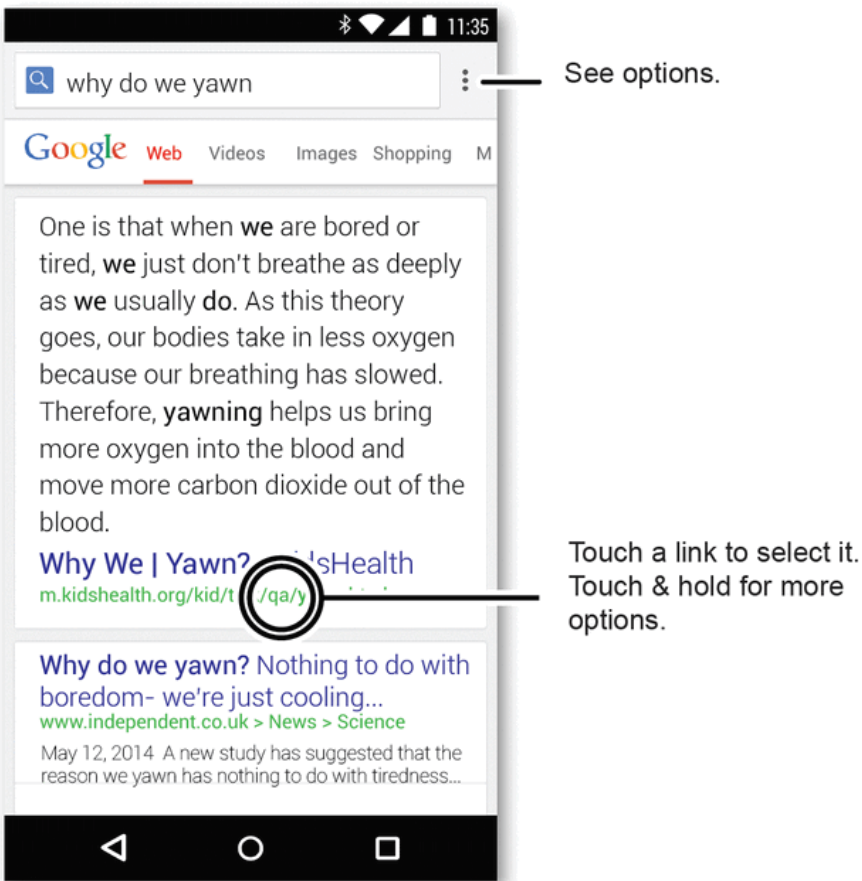 11:35
why do we yawn
See options.
Google Web Videos Images Shopping M
One is that when we are bored or
tired, we just don't breathe as deeply
as we usually do. As this theory
goes, our bodies take in less oxygen
because our breathing has slowed.
Therefore, yawning helps us bring
more oxygen into the blood and
move more carbon dioxide out of the
blood.
Why We | Yawn? sHealth
m.kidshealth.org/kid/t /qa/y
Touch a link to select it.
Touch & hold for more
options.
Why do we yawn? Nothing to do with
boredom- we're just cooling...
www.independent.co.uk > News > Science
May 12, 2014 A new study has suggested that the
reason we yawn has nothing to do with tiredness...